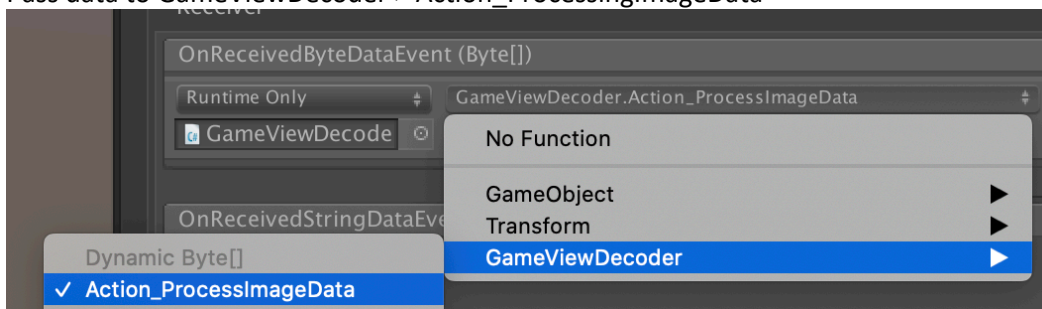 Pass data to GameViewDecoder > Action_ProcessingImageData
Receiver
OnReceivedByteDataEvent (Byte[])
Runtime Only
GameViewDecoder.Action_ProcessImageData
GameViewDecode
No Function
GameObject
Transform
GameViewDecoder
OnReceivedStringDataEve
Dynamic Byte[]
✓ Action_ProcessImageData